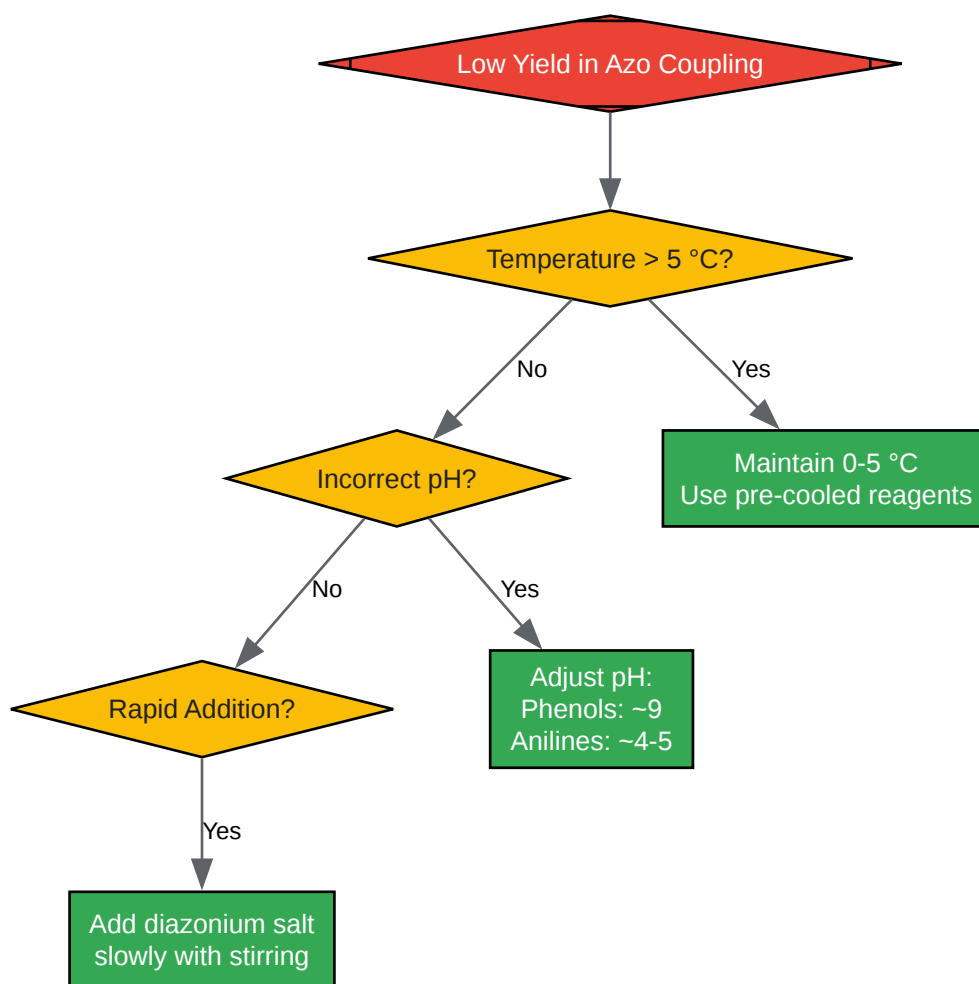 Low Yield in Azo Coupling
Temperature > 5 °C?
No
Yes
Incorrect pH?
Maintain 0-5 °C
Use pre-cooled reagents
No
Yes
Rapid Addition?
Adjust pH:
Phenols: ~9
Anilines: ~4-5
Yes
Add diazonium salt
slowly with stirring